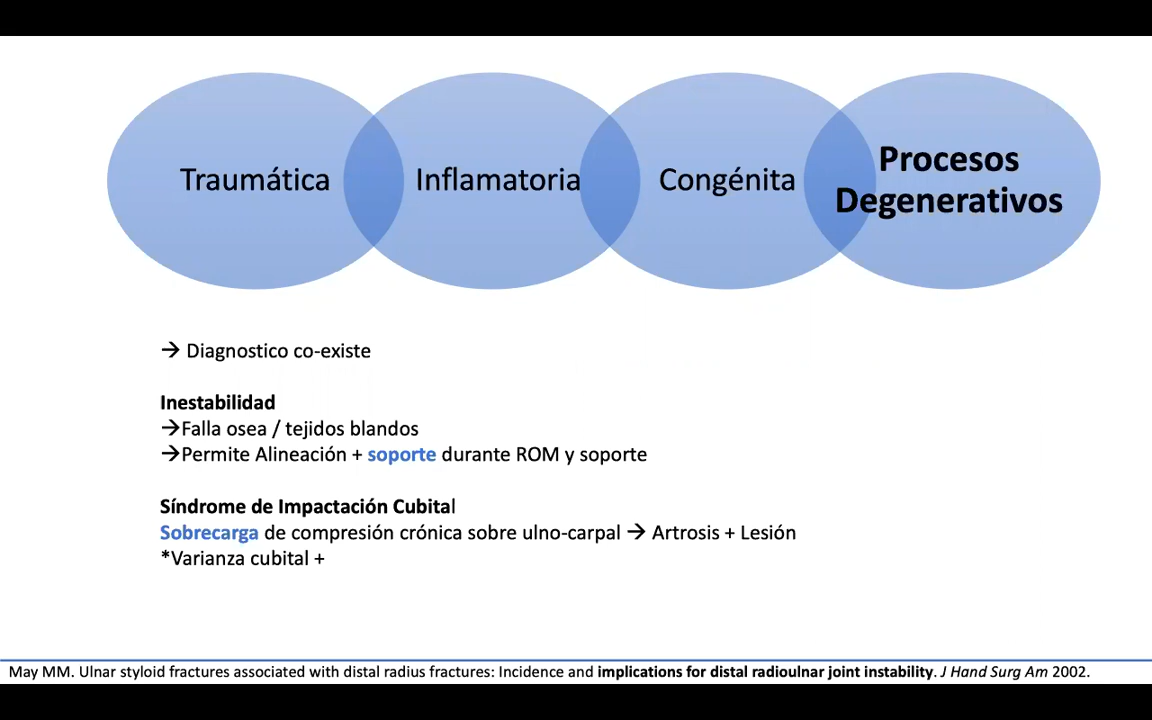 Traumática
Inflamatoria
Congénita
Procesos
Degenerativos
→ Diagnostico co-existe
Inestabilidad
→Falla osea / tejidos blandos
→Permite Alineación + soporte durante ROM y soporte
Síndrome de Impactación Cubital
Sobrecarga de compresión crónica sobre ulno-carpal → Artrosis + Lesión
*Varianza cubital +
May MM. Ulnar styloid fractures associated with distal radius fractures: Incidence and implications for distal radioulnar joint instability. J Hand Surg Am 2002.